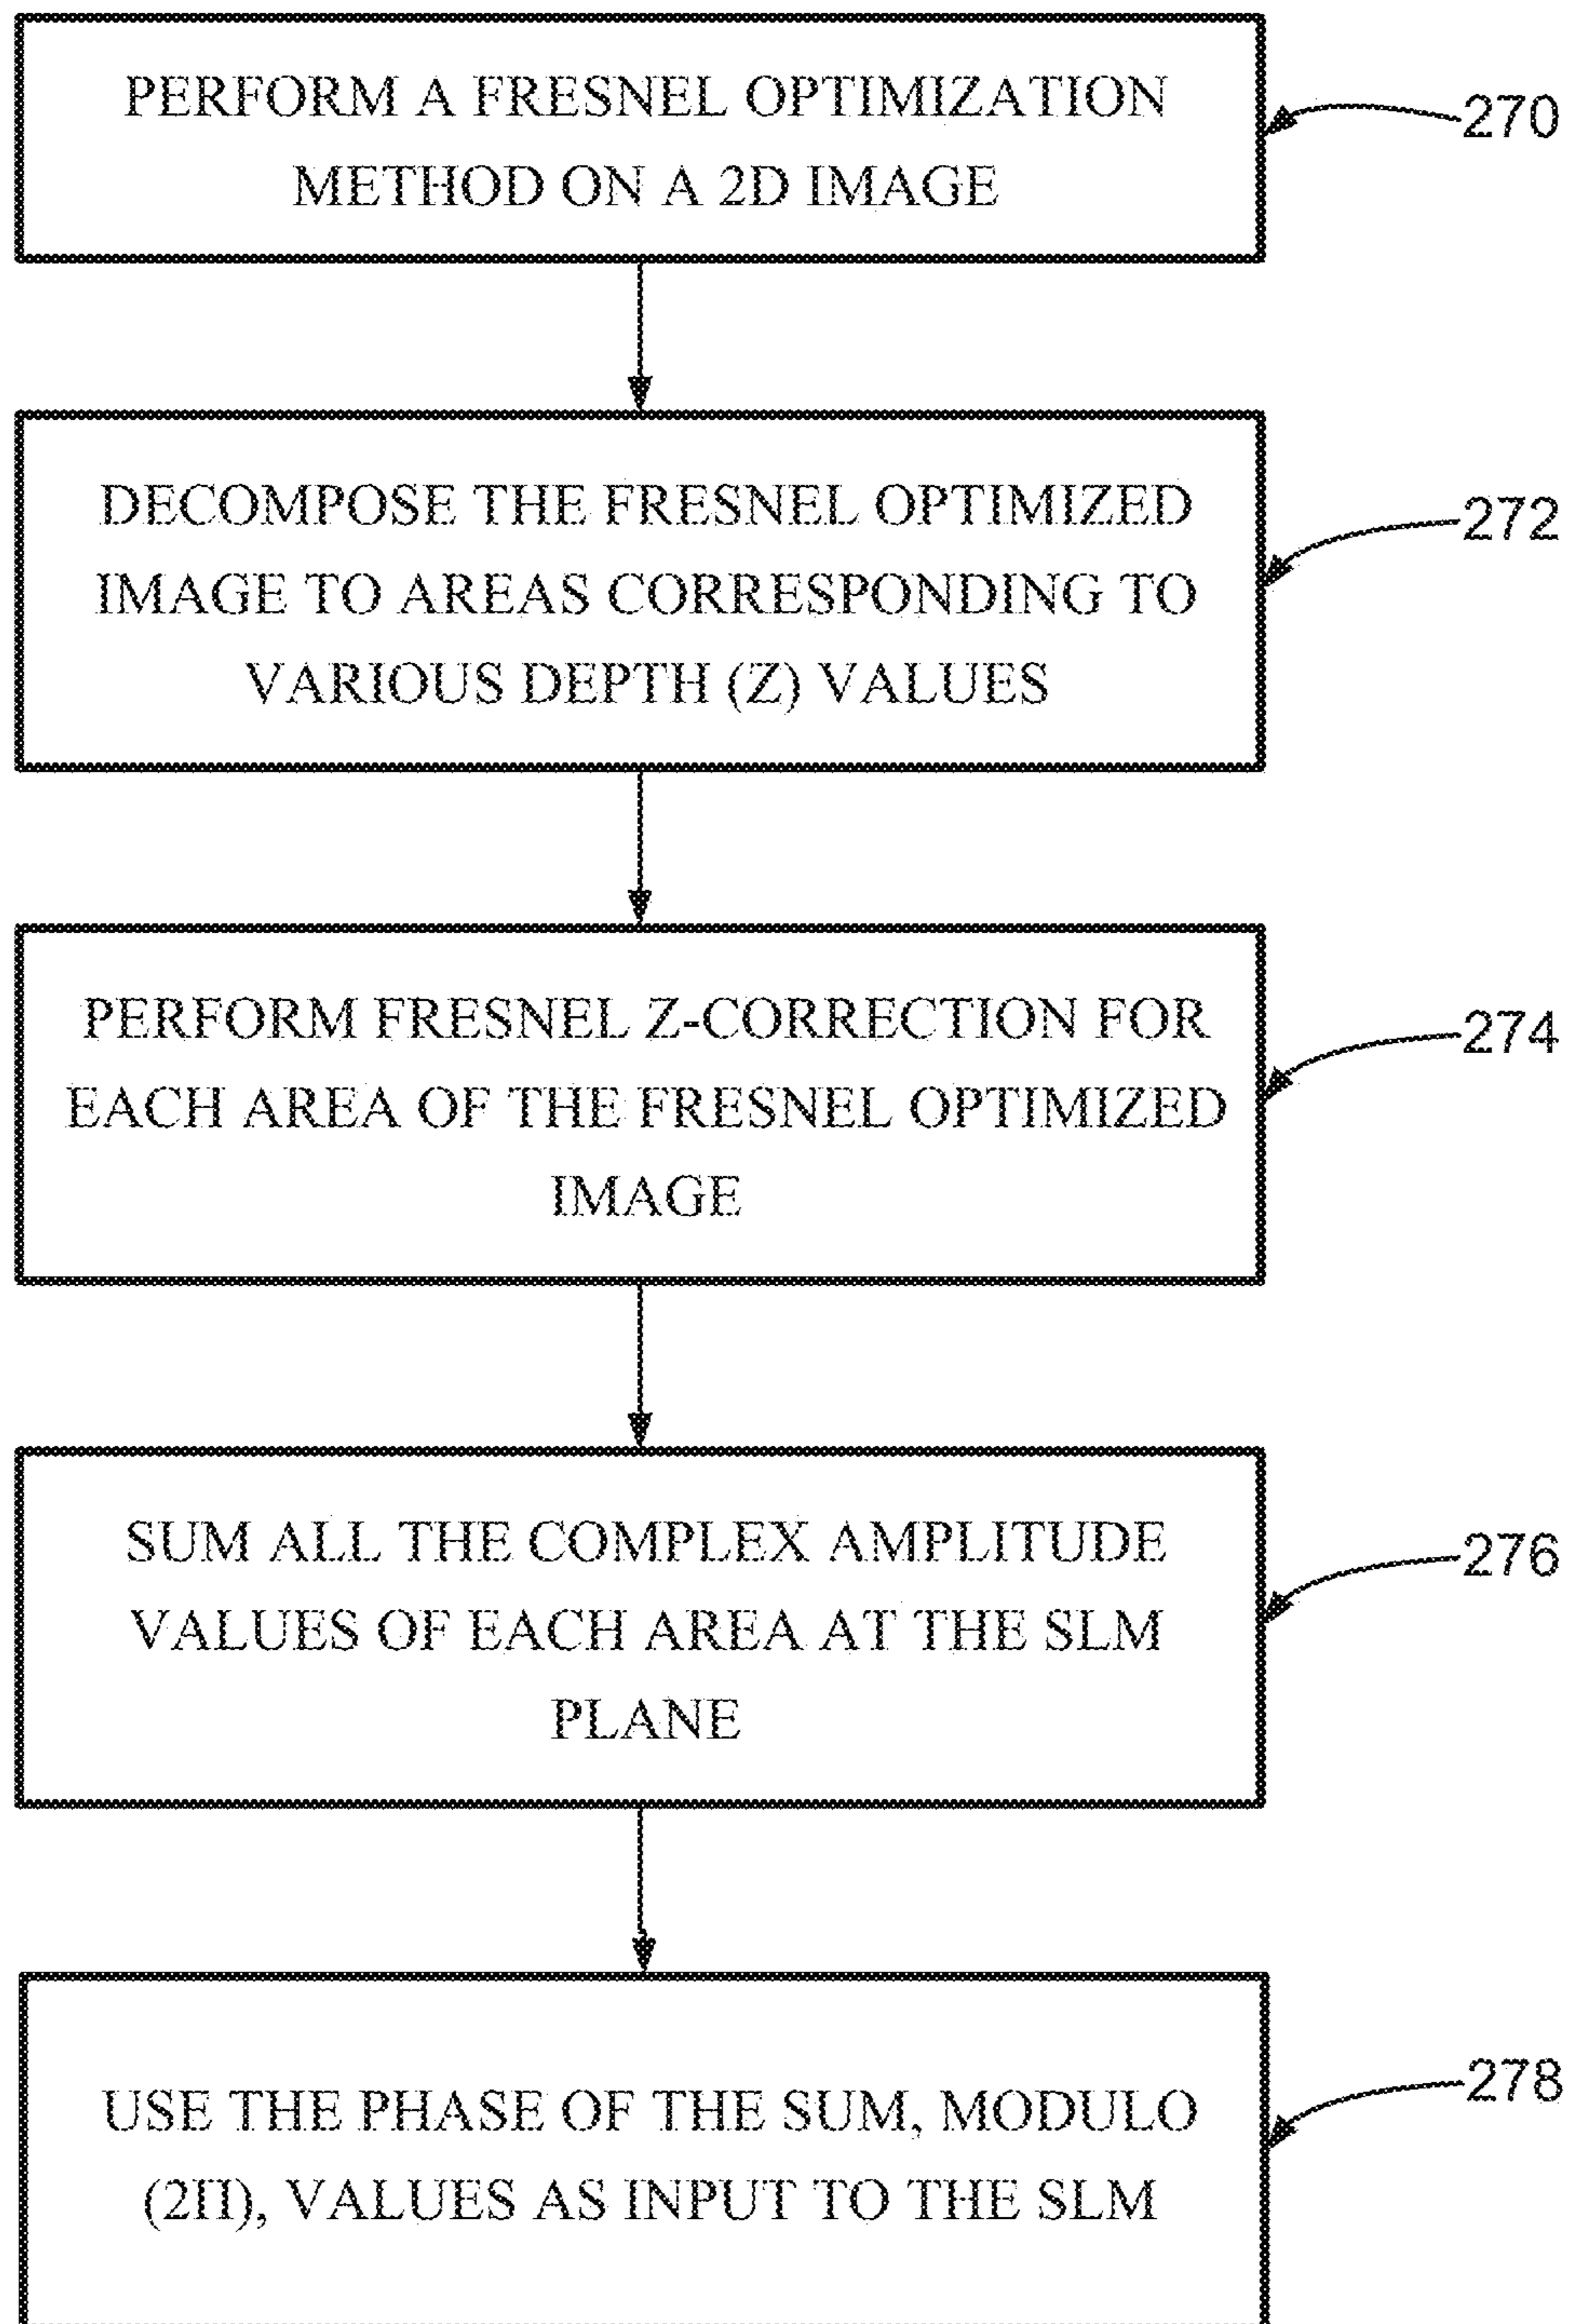 PERFORM A FRESNEL OPTIMIZATION
METHOD ON A 2D IMAGE
270
DECOMPOSE THE FRESNEL OPTIMIZED
IMAGE TO AREAS CORRESPONDING TO
VARIOUS DEPTH (Z) VALUES
272
PERFORM FRESNEL Z-CORRECTION FOR
EACH AREA OF THE FRESNEL OPTIMIZED
IMAGE
274
SUM ALL THE COMPLEX AMPLITUDE
VALUES OF EACH AREA AT THE SLM
PLANE
276
USE THE PHASE OF THE SUM, MODULO
(2Π), VALUES AS INPUT TO THE SLM
278